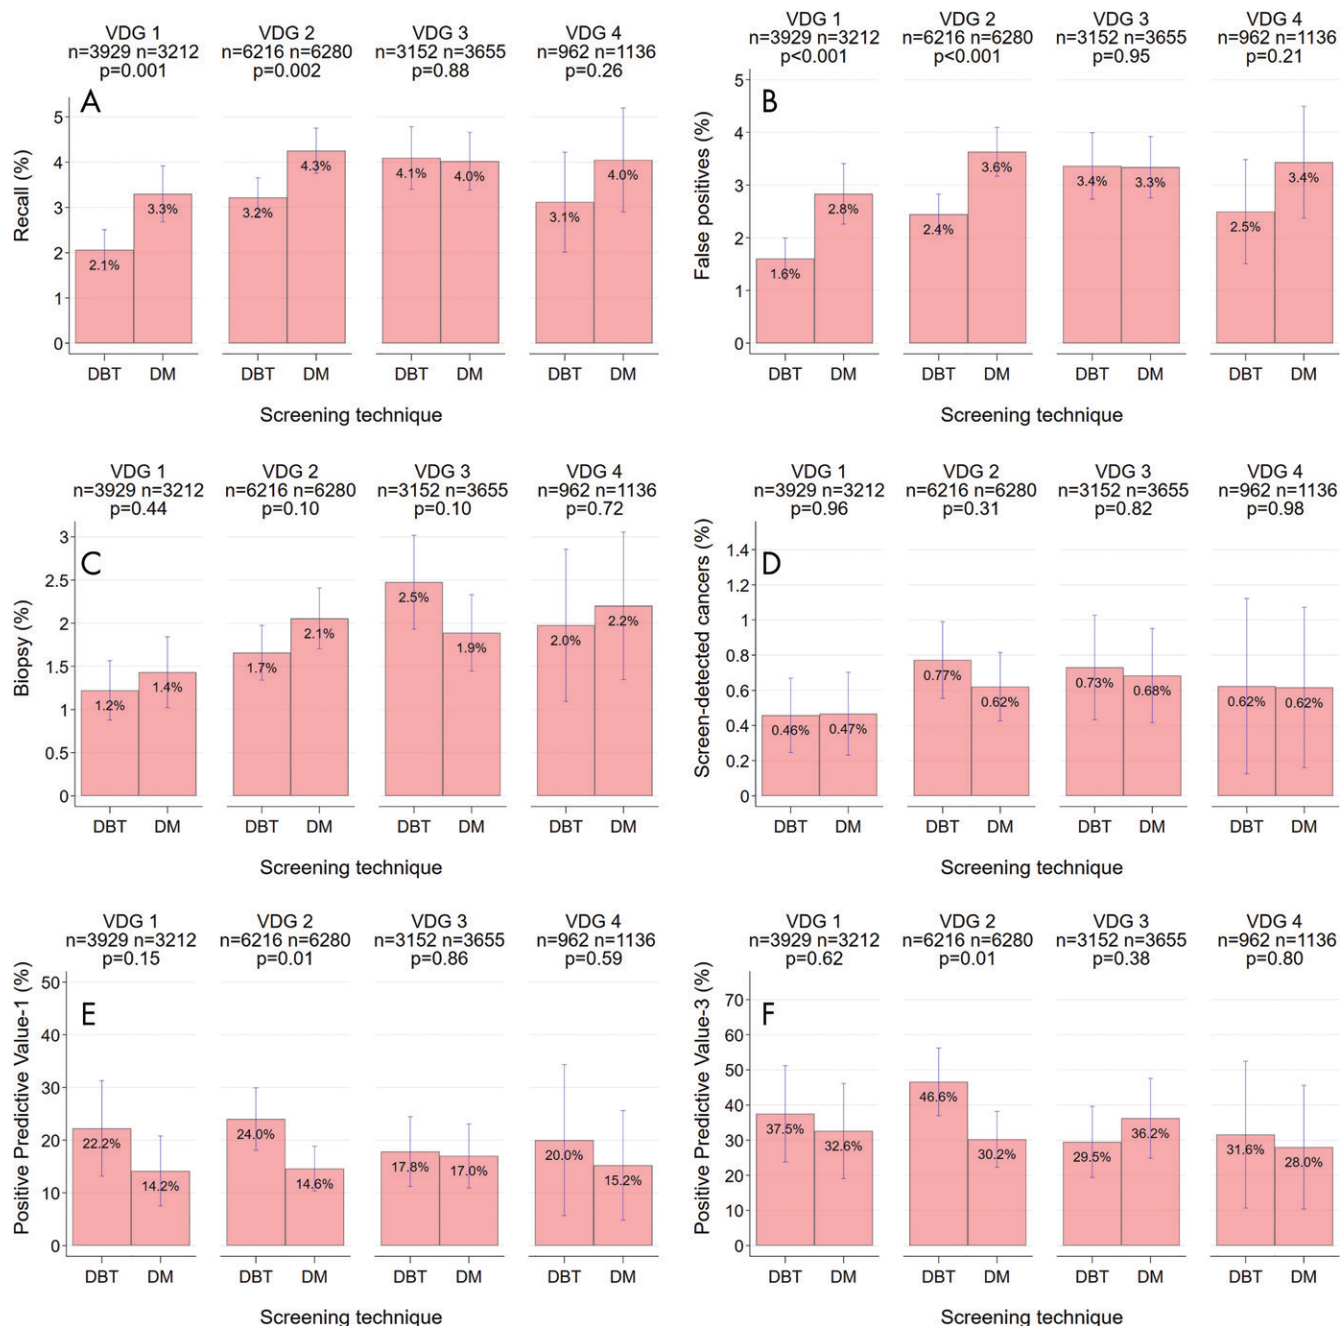 VDG 1 VDG 2 VDG 3 VDG 4
n=3929 n=3212 n=6216 n=6280 n=3152 n=3655 n=962 n=1136
p=0.001 p=0.002 p=0.88 p=0.26
A
Recall (%)
5
4
3
2
1
0
2.1% 3.3% 3.2% 4.3% 4.1% 4.0% 3.1% 4.0%
DBT DM DBT DM DBT DM DBT DM
Screening technique
VDG 1 VDG 2 VDG 3 VDG 4
n=3929 n=3212 n=6216 n=6280 n=3152 n=3655 n=962 n=1136
p<0.001 p<0.001 p=0.95 p=0.21
B
False positives (%)
5
4
3
2
1
0
1.6% 2.8% 2.4% 3.6% 3.4% 3.3% 2.5% 3.4%
DBT DM DBT DM DBT DM DBT DM
Screening technique
VDG 1 VDG 2 VDG 3 VDG 4
n=3929 n=3212 n=6216 n=6280 n=3152 n=3655 n=962 n=1136
p=0.44 p=0.10 p=0.10 p=0.72
C
Biopsy (%)
3
2.5
2
1.5
1
0.5
0
1.2% 1.4% 1.7% 2.1% 2.5% 1.9% 2.0% 2.2%
DBT DM DBT DM DBT DM DBT DM
Screening technique
VDG 1 VDG 2 VDG 3 VDG 4
n=3929 n=3212 n=6216 n=6280 n=3152 n=3655 n=962 n=1136
p=0.96 p=0.31 p=0.82 p=0.98
D
Screen-detected cancers (%)
1.4
1.2
1
0.8
0.6
0.4
0.2
0
0.46% 0.47% 0.77% 0.62% 0.73% 0.68% 0.62% 0.62%
DBT DM DBT DM DBT DM DBT DM
Screening technique
VDG 1 VDG 2 VDG 3 VDG 4
n=3929 n=3212 n=6216 n=6280 n=3152 n=3655 n=962 n=1136
p=0.15 p=0.01 p=0.86 p=0.59
E
Positive Predictive Value-1 (%)
50
40
30
20
10
0
22.2% 14.2% 24.0% 14.6% 17.8% 17.0% 20.0% 15.2%
DBT DM DBT DM DBT DM DBT DM
Screening technique
VDG 1 VDG 2 VDG 3 VDG 4
n=3929 n=3212 n=6216 n=6280 n=3152 n=3655 n=962 n=1136
p=0.62 p=0.01 p=0.38 p=0.80
F
Positive Predictive Value-3 (%)
70
60
50
40
30
20
10
0
37.5% 32.6% 46.6% 30.2% 29.5% 36.2% 31.6% 28.0%
DBT DM DBT DM DBT DM DBT DM
Screening technique